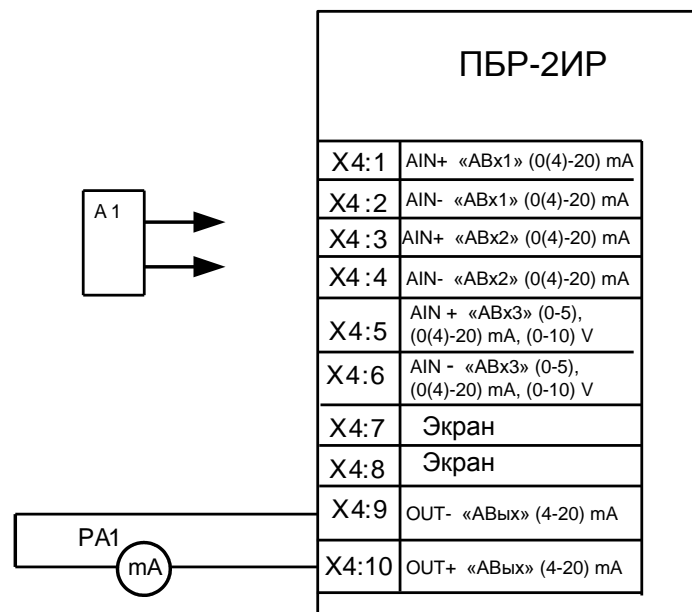 ПБР-2ИР
A 1
X4:1 AIN+ «АВх1» (0(4)-20) mA
X4:2 AIN- «АВх1» (0(4)-20) mA
X4:3 AIN+ «АВх2» (0(4)-20) mA
X4:4 AIN- «АВх2» (0(4)-20) mA
X4:5 AIN + «АВх3» (0-5),
(0(4)-20) mA, (0-10) V
X4:6 AIN - «АВх3» (0-5),
(0(4)-20) mA, (0-10) V
X4:7 Экран
X4:8 Экран
X4:9 OUT- «АВых» (4-20) mA
PA1
mA
X4:10 OUT+ «АВых» (4-20) mA